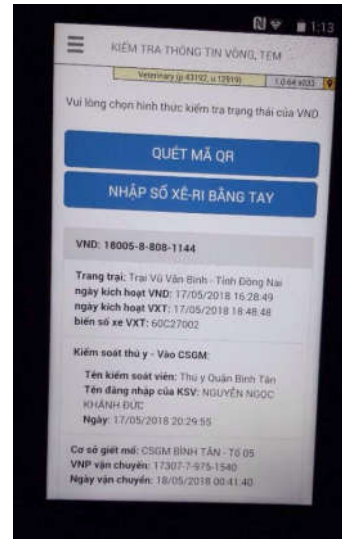 1:13
KIỂM TRA THÔNG TIN VÒNG, TEM
Veterinary (p:43192, u:12919)
Vui lòng chọn hình thức kiểm tra trạng thái của VND
QUÉT MÃ QR
NHẬP SỐ XÊ-RI BẰNG TAY
VND: 18005-8-808-1144
Trang trại: Trại Vũ Văn Bình - Tỉnh Đồng Nai
ngày kích hoạt VND: 17/05/2018 16:28:49
ngày kích hoạt VXT: 17/05/2018 18:48:48
biển số xe VXT: 60C27002
Kiểm soát thú y - Vào CSGM:
Tên kiểm soát viên: Thú y Quận Bình Tân
Tên đăng nhập của KSV: NGUYỄN NGỌC
KHÁNH ĐỨC
Ngày: 17/05/2018 20:29:55
Cơ sở giết mổ: CSGM BÌNH TÂN - Tổ 05
VNP vận chuyển: 17307-7-975-1540
Ngày vận chuyển: 18/05/2018 00:41:40